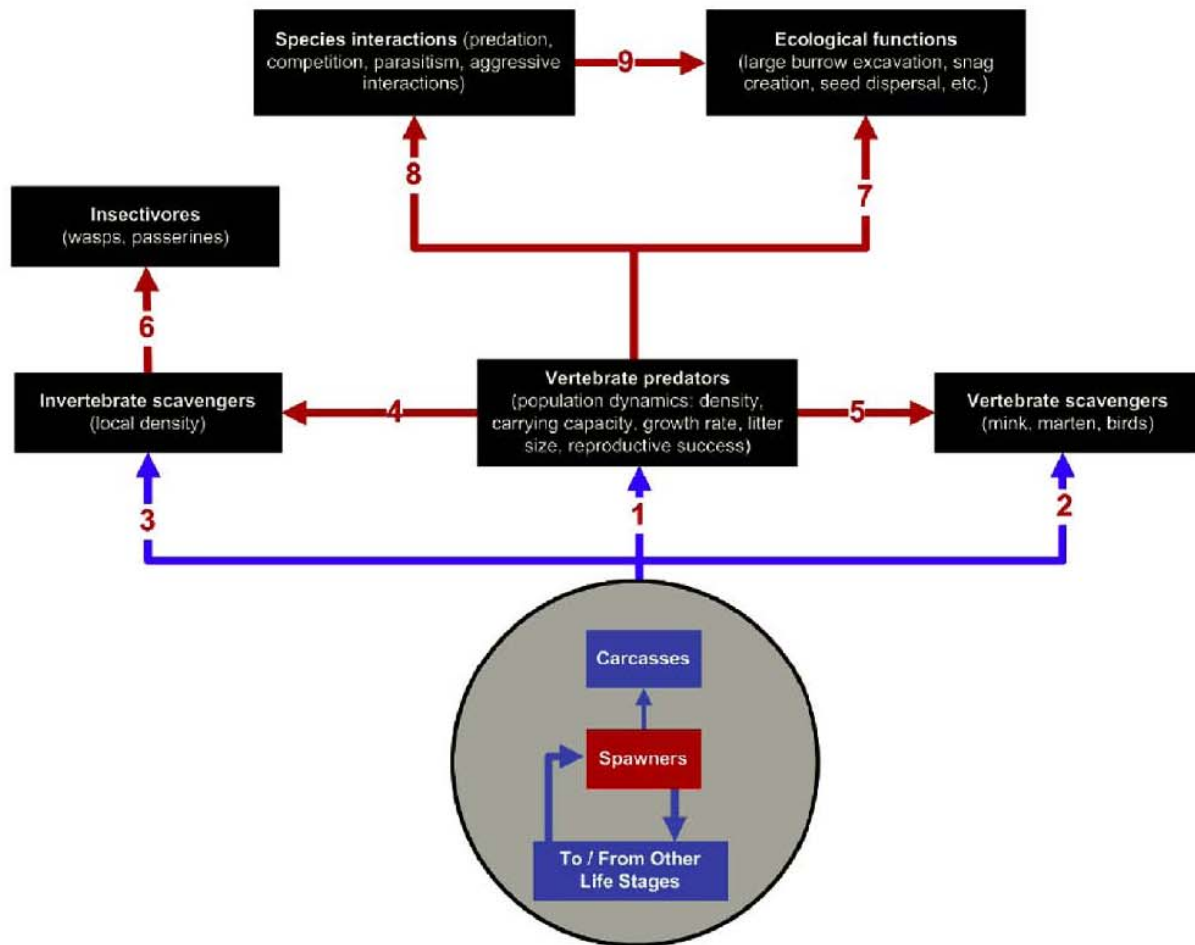 Species interactions (predation,
competition, parasitism, aggressive
interactions)
9
Ecological functions
(large burrow excavation, snag
creation, seed dispersal, etc.)
8
7
Insectivores
(wasps, passerines)
6
Invertebrate scavengers
(local density)
4
Vertebrate predators
(population dynamics: density,
carrying capacity, growth rate, litter
size, reproductive success)
5
Vertebrate scavengers
(mink, marten, birds)
3
1
2
Carcasses
Spawners
To / From Other
Life Stages